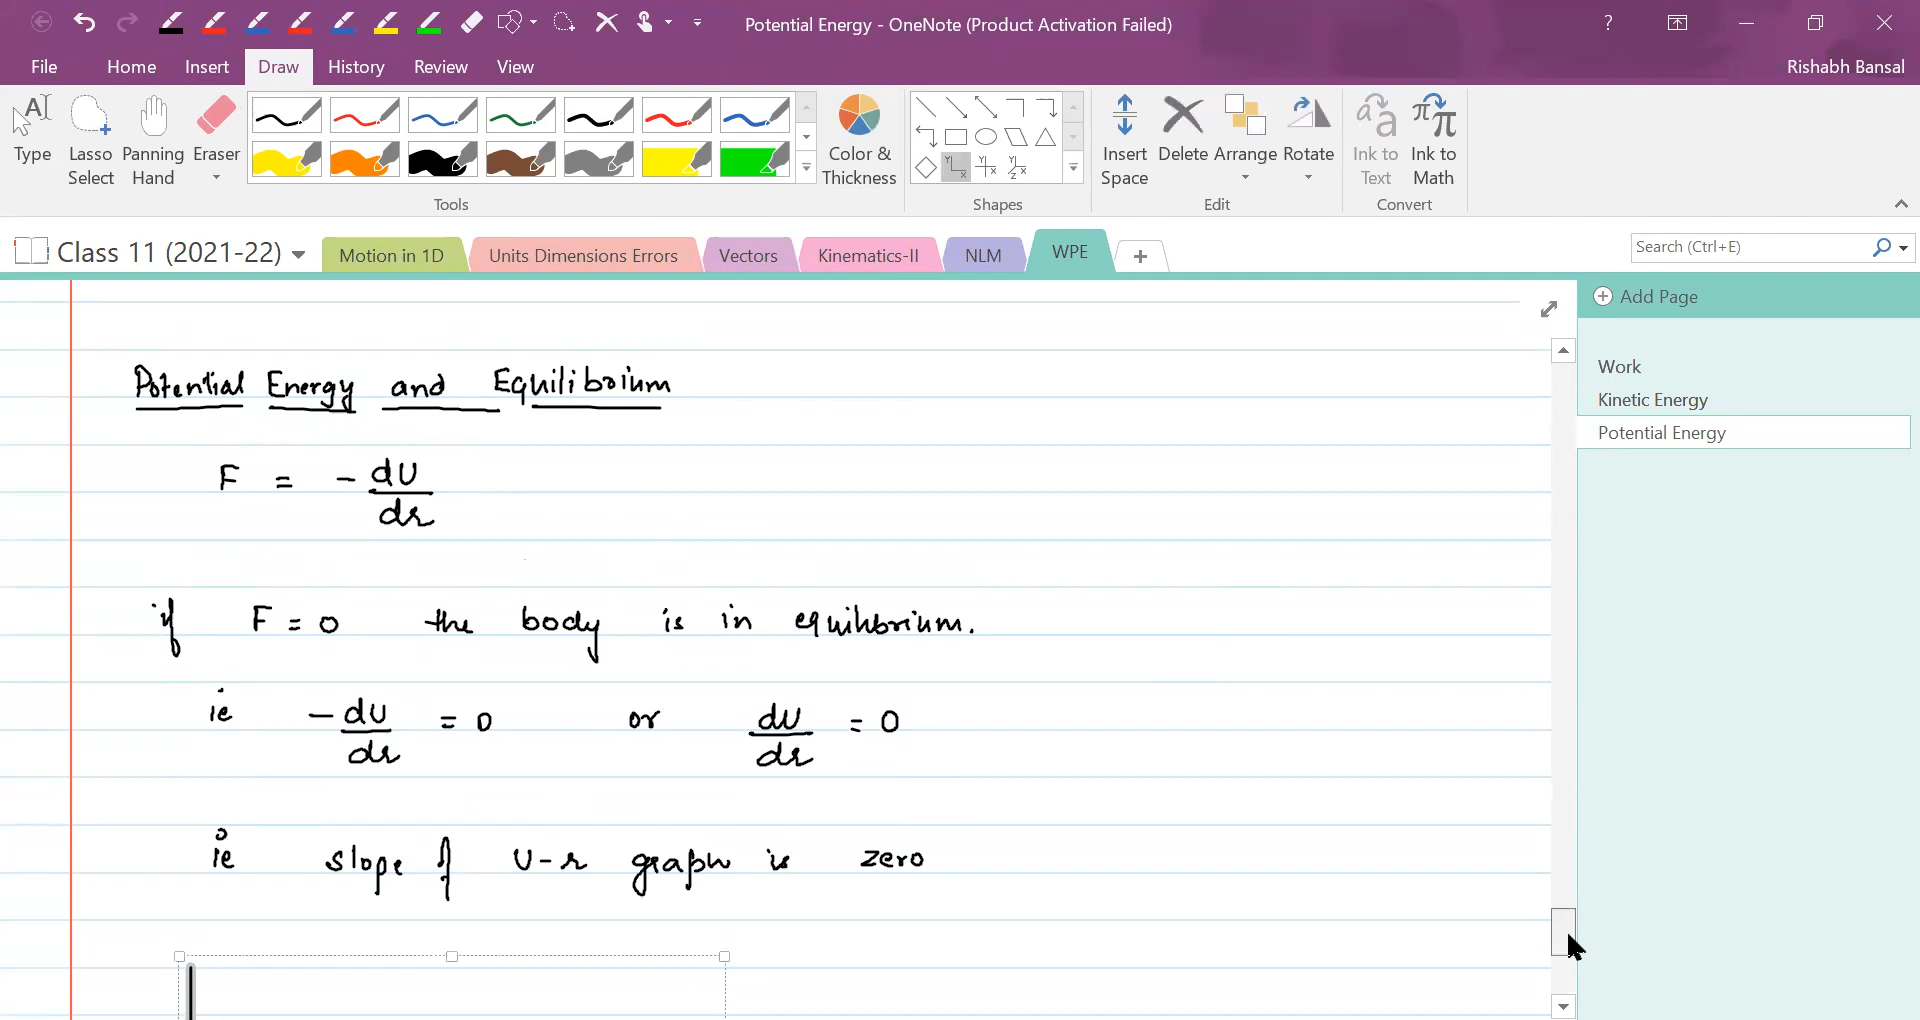 Potential Energy - OneNote (Product Activation Failed)
?
File Home Insert Draw History Review View
Rishabh Bansal
Type
Lasso Select
Panning Hand
Eraser
Color & Thickness
Insert Space
Delete
Arrange
Rotate
Ink to Text
Ink to Math
Tools
Shapes
Edit
Convert
Class 11 (2021-22)
Motion in 1D
Units Dimensions Errors
Vectors
Kinematics-II
NLM
WPE
Search (Ctrl+E)
Add Page
Work
Kinetic Energy
Potential Energy
Potential Energy and Equilibrium
F = - dU/dr
if F = 0 the body is in equilibrium.
ie - dU/dr = 0 or dU/dr = 0
ie slope of U-r graph is zero